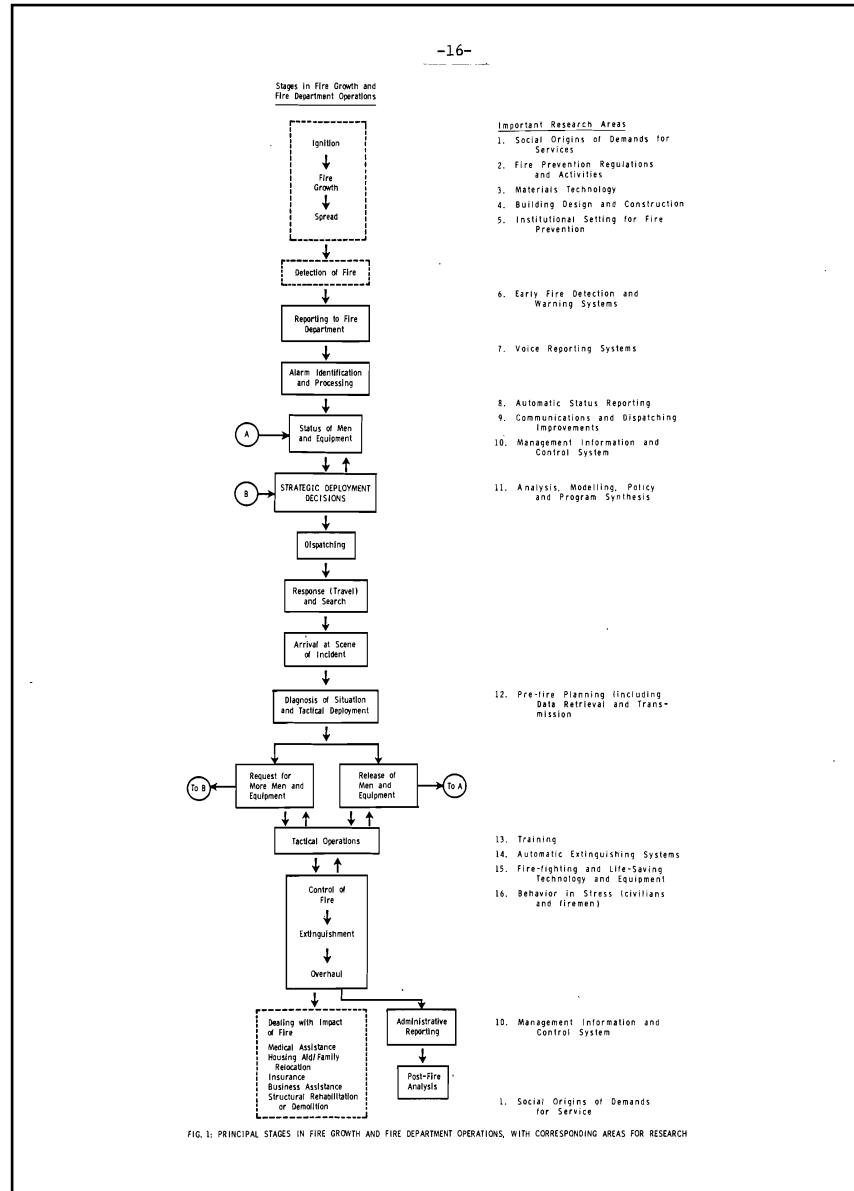 -16-
Stages in Fire Growth and
Fire Department Operations
Ignition
Fire
Growth
Spread
Detection of Fire
Reporting to Fire
Department
Alarm Identification
and Processing
A
Status of Men
and Equipment
B
STRATEGIC DEPLOYMENT
DECISIONS
Dispatching
Response (Travel)
and Search
Arrival at Scene
of Incident
Diagnosis of Situation
and Tactical Deployment
To B
Request for
More Men and
Equipment
Release of
Men and
Equipment
To A
Tactical Operations
Control of
Fire
Extinguishment
Overhaul
Dealing with Impact
of Fire
Medical Assistance
Housing Aid/Family
Relocation
Insurance
Business Assistance
Structural Rehabilitation
or Demolition
Administrative
Reporting
Post-Fire
Analysis
Important Research Areas
1. Social Origins of Demands for
Services
2. Fire Prevention Regulations
and Activities
3. Materials Technology
4. Building Design and Construction
5. Institutional Setting for Fire
Prevention
6. Early Fire Detection and
Warning Systems
7. Voice Reporting Systems
8. Automatic Status Reporting
9. Communications and Dispatching
Improvements
10. Management Information and
Control System
11. Analysis, Modelling, Policy
and Program Synthesis
12. Pre-fire Planning (including
Data Retrieval and Trans-
mission
13. Training
14. Automatic Extinguishing Systems
15. Fire-fighting and Life-Saving
Technology and Equipment
16. Behavior in Stress (civilians
and firemen)
10. Management Information and
Control System
1. Social Origins of Demands
for Service
FIG. 1: PRINCIPAL STAGES IN FIRE GROWTH AND FIRE DEPARTMENT OPERATIONS, WITH CORRESPONDING AREAS FOR RESEARCH